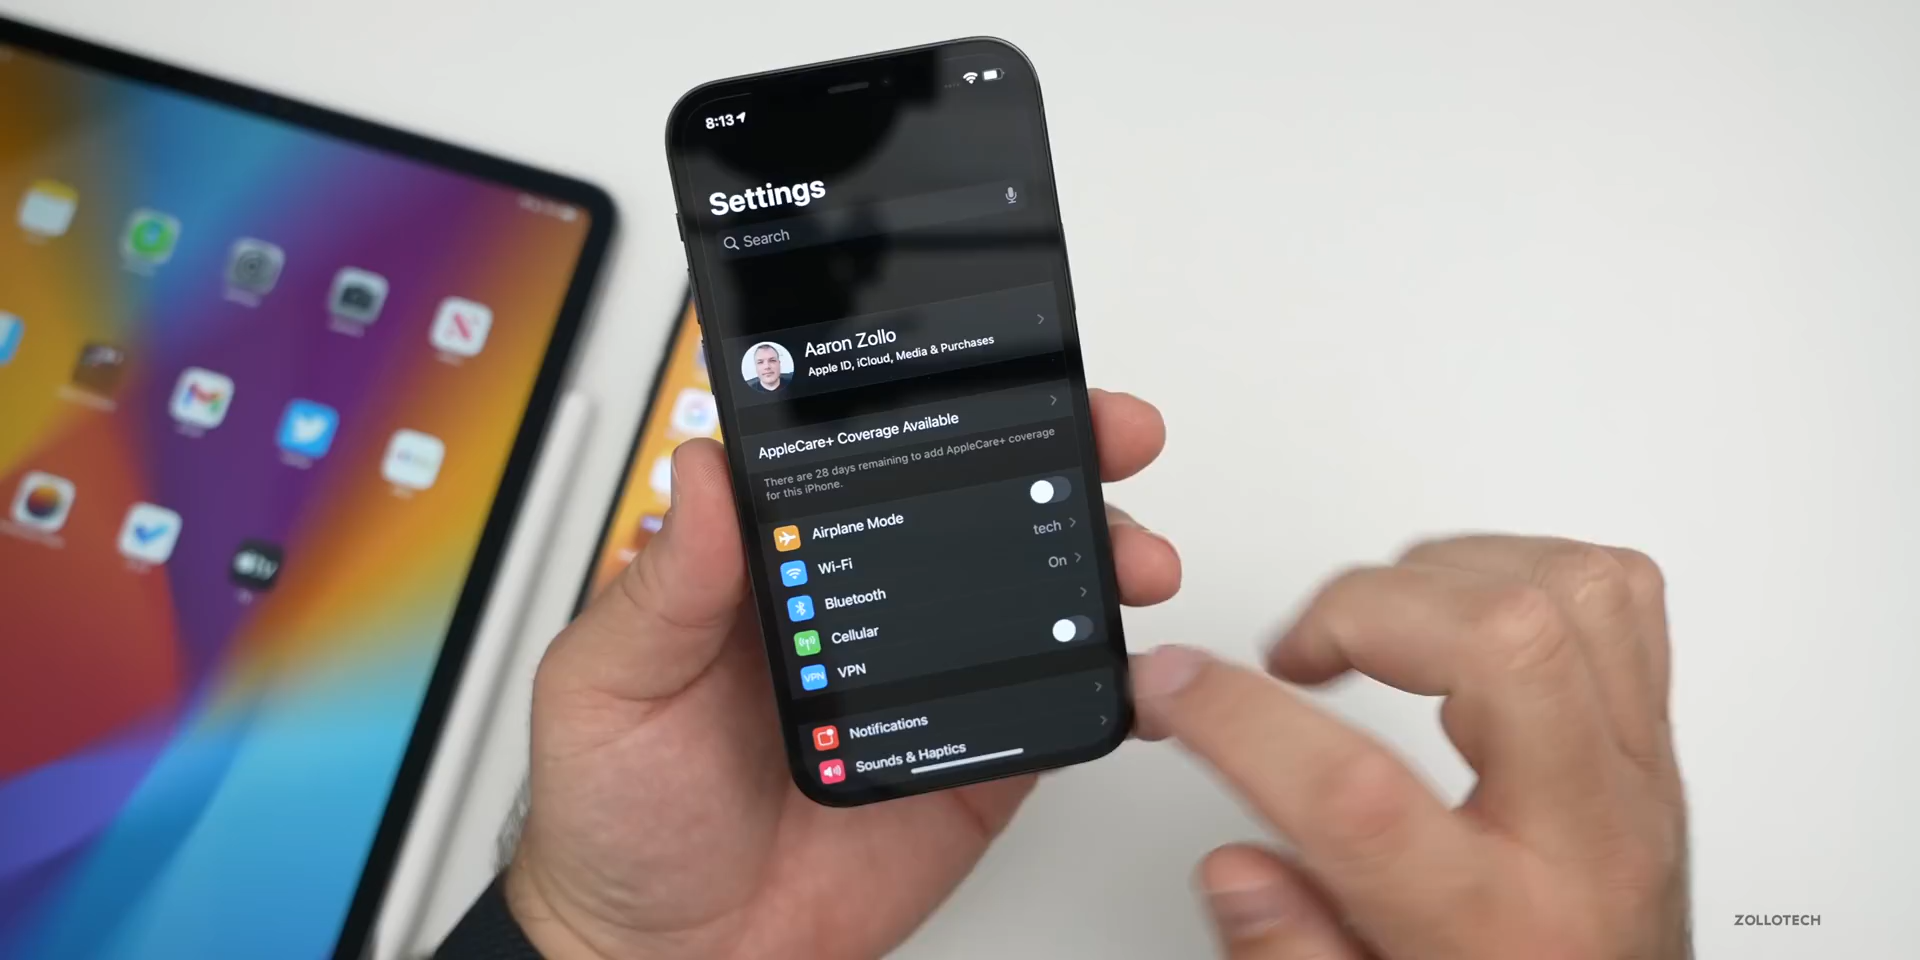 8:13
Settings
Search
Aaron Zollo
Apple ID, iCloud, Media & Purchases
AppleCare+ Coverage Available
There are 28 days remaining to add AppleCare+ coverage
for this iPhone.
Airplane Mode
Wi-Fi tech
Bluetooth On
Cellular
VPN VPN
Notifications
Sounds & Haptics
ZOLLOTECH